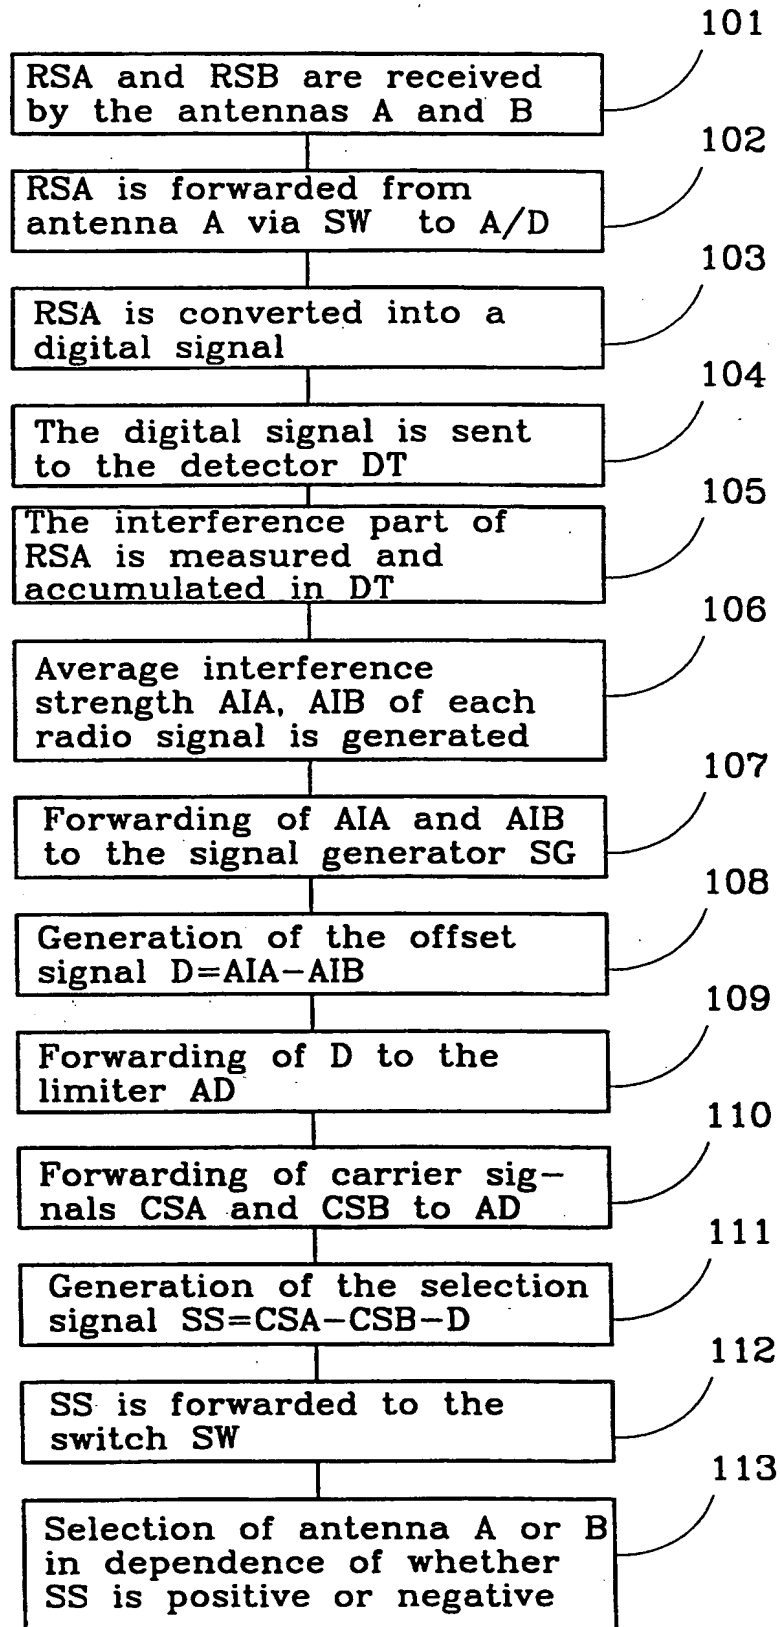 101
RSA and RSB are received
by the antennas A and B
102
RSA is forwarded from
antenna A via SW to A/D
103
RSA is converted into a
digital signal
104
The digital signal is sent
to the detector DT
105
The interference part of
RSA is measured and
accumulated in DT
106
Average interference
strength AIA, AIB of each
radio signal is generated
107
Forwarding of AIA and AIB
to the signal generator SG
108
Generation of the offset
signal D=AIA-AIB
109
Forwarding of D to the
limiter AD
110
Forwarding of carrier sig-
nals CSA and CSB to AD
111
Generation of the selection
signal SS=CSA-CSB-D
112
SS is forwarded to the
switch SW
113
Selection of antenna A or B
in dependence of whether
SS is positive or negative